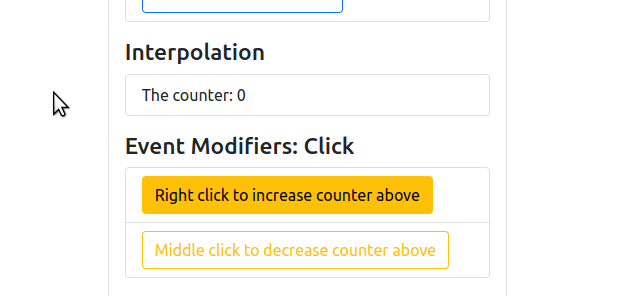 Interpolation
The counter: 0
Event Modifiers: Click
Right click to increase counter above
Middle click to decrease counter above